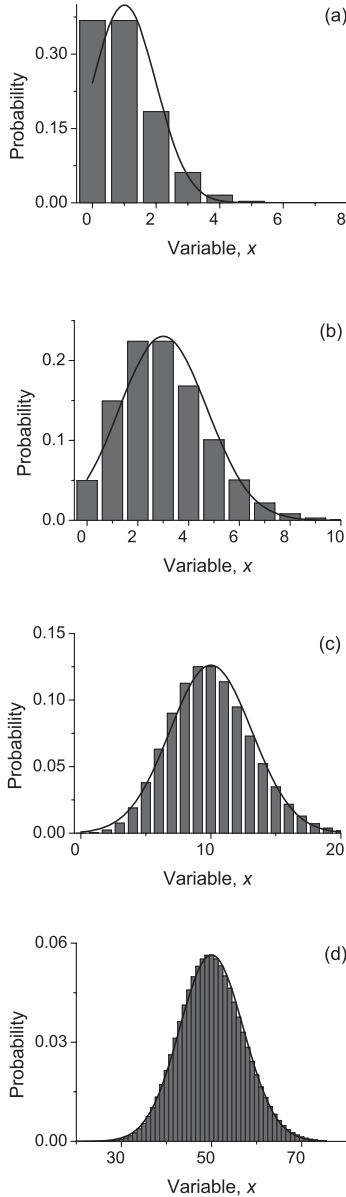 (a)
0.30
0.15
0.00
Probability
0 2 4 6 8
Variable, x
(b)
0.2
0.1
0.0
Probability
0 2 4 6 8 10
Variable, x
(c)
0.15
0.10
0.05
0.00
Probability
0 10 20
Variable, x
(d)
0.06
0.03
0.00
Probability
30 50 70
Variable, x